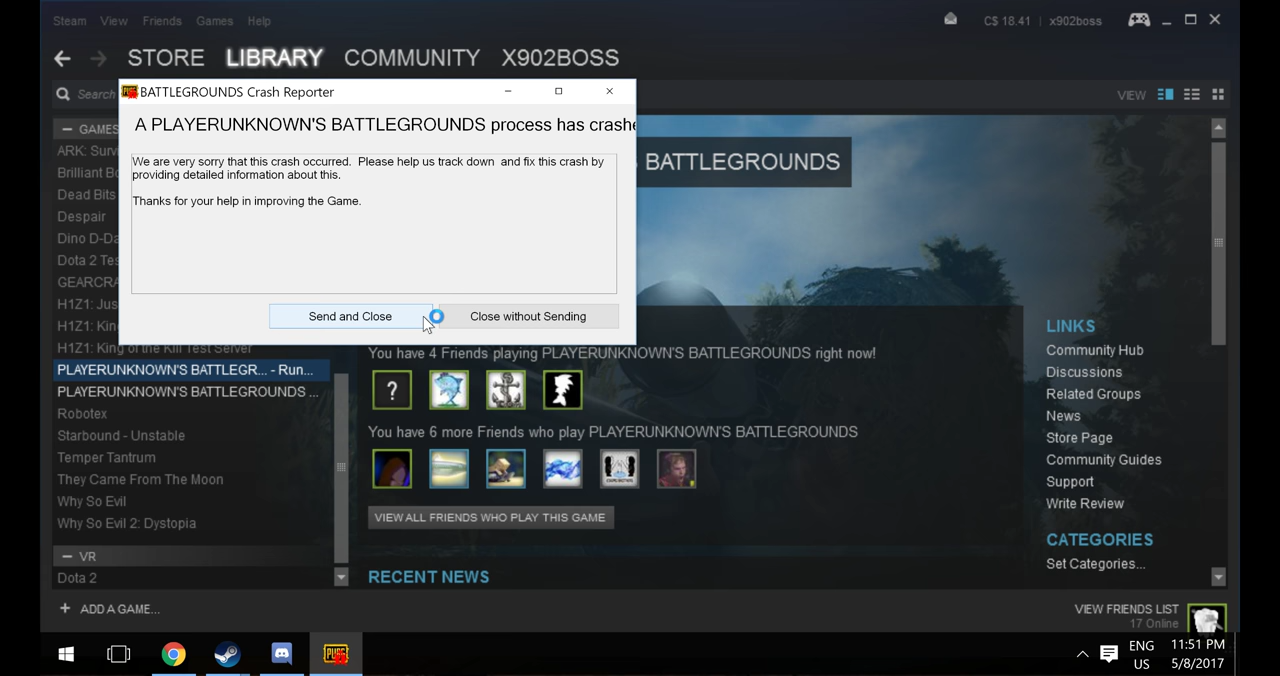 Steam View Friends Games Help
C$ 18.41 | x902boss
STORE LIBRARY COMMUNITY X902BOSS
Search
VIEW
BATTLEGROUNDS Crash Reporter
A PLAYERUNKNOWN'S BATTLEGROUNDS process has crashe
We are very sorry that this crash occurred. Please help us track down and fix this crash by
providing detailed information about this.
Thanks for your help in improving the Game.
Send and Close
Close without Sending
BATTLEGROUNDS
GAMES
ARK: Surv
Brilliant Bo
Dead Bits
Despair
Dino D-Da
Dota 2 Tes
GEARCRA
H1Z1: Jus
H1Z1: Kin
H1Z1: King of the Kill Test Server
PLAYERUNKNOWN'S BATTLEGR... - Run...
PLAYERUNKNOWN'S BATTLEGROUNDS ...
Robotex
Starbound - Unstable
Temper Tantrum
They Came From The Moon
Why So Evil
Why So Evil 2: Dystopia
VR
Dota 2
+ ADD A GAME...
You have 4 Friends playing PLAYERUNKNOWN'S BATTLEGROUNDS right now!
?
You have 6 more Friends who play PLAYERUNKNOWN'S BATTLEGROUNDS
VIEW ALL FRIENDS WHO PLAY THIS GAME
RECENT NEWS
LINKS
Community Hub
Discussions
Related Groups
News
Store Page
Community Guides
Support
Write Review
CATEGORIES
Set Categories...
VIEW FRIENDS LIST
17 Online
PUBG
ENG
US
11:51 PM
5/8/2017